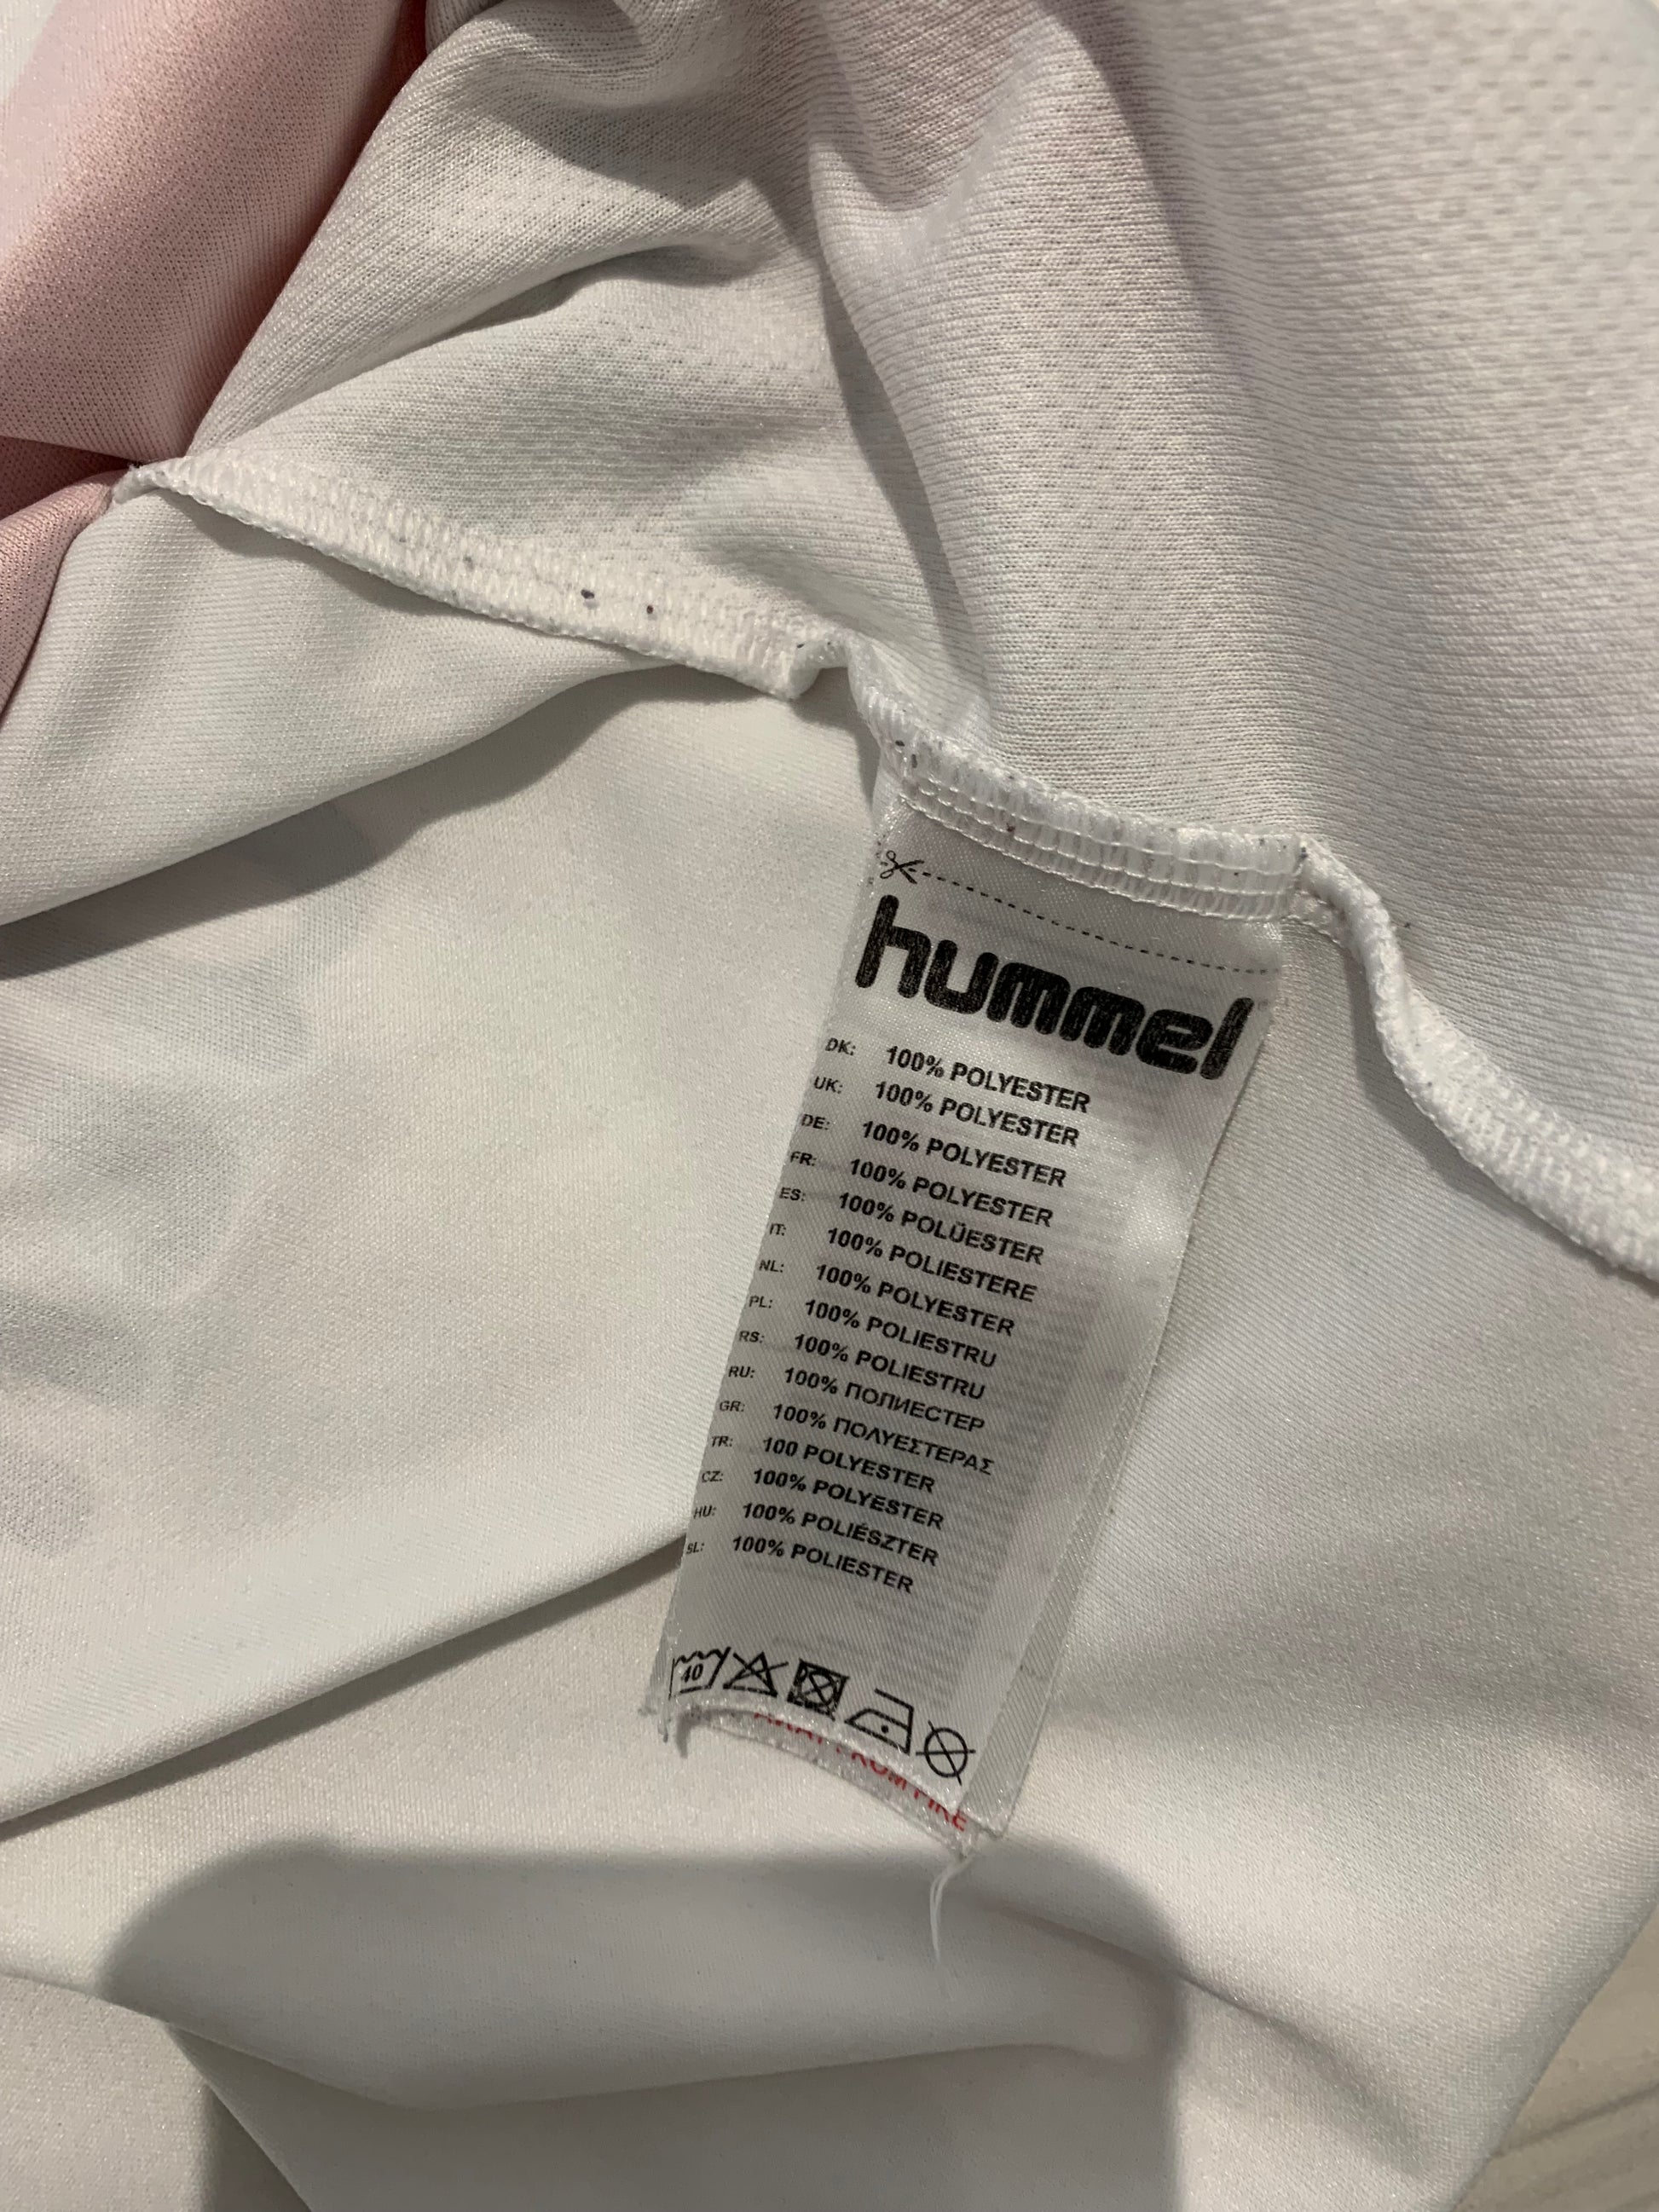 hummel
DK: 100% POLYESTER
UK: 100% POLYESTER
DE: 100% POLYESTER
FR: 100% POLYESTER
ES: 100% POLÜESTER
IT: 100% POLIESTERE
NL: 100% POLYESTER
PL: 100% POLIESTRU
RS: 100% POLIESTRU
RU: 100% ПОЛИЕСТЕР
GR: 100% ΠΟΛΥΕΣΤΕΡΑΣ
TR: 100 POLYESTER
CZ: 100% POLYESTER
HU: 100% POLIÉSZTER
SL: 100% POLIESTER
40
FIRE